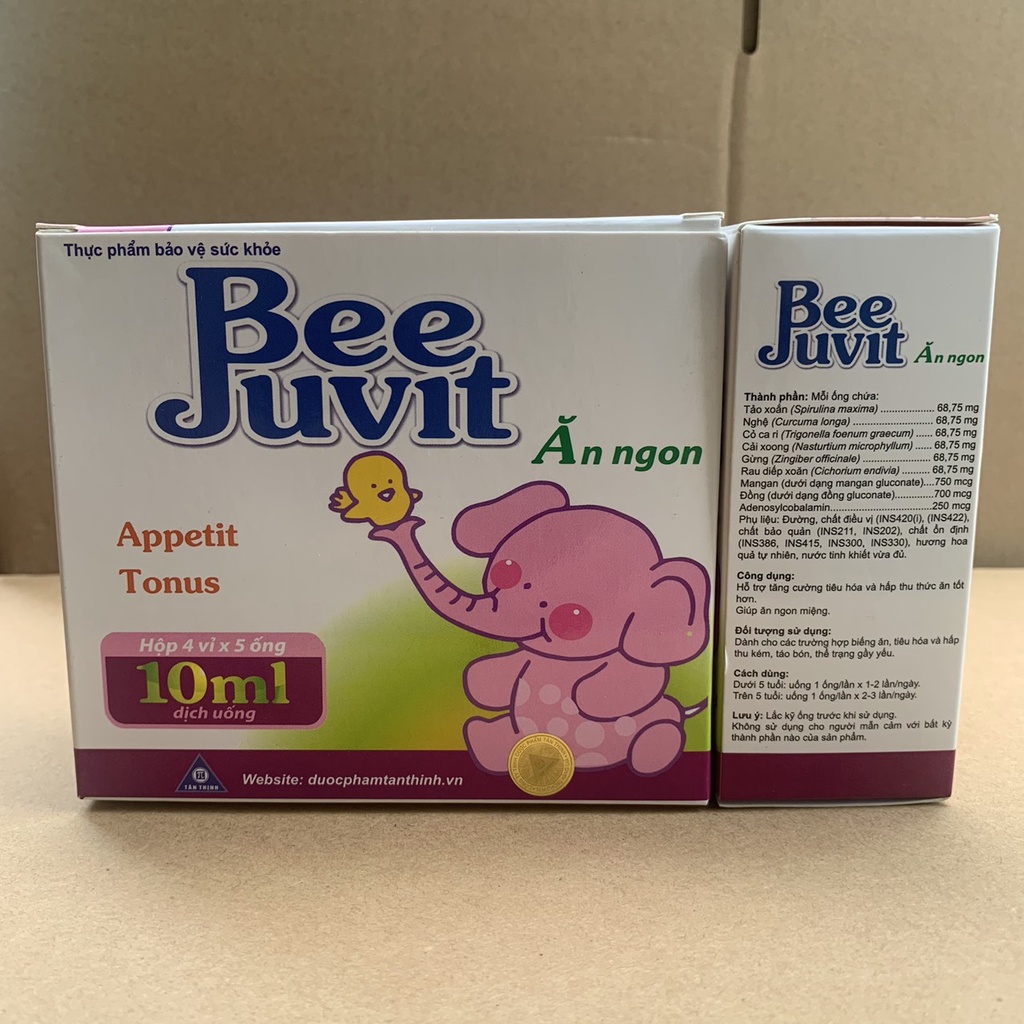 Thực phẩm bảo vệ sức khỏe
Bee
Juvit
Ăn ngon
Appetit
Tonus
Hộp 4 vỉ x 5 ống
10ml
dịch uống
TÂN THỊNH
Website: duocphamtanthinh.vn
Bee
Juvit
Ăn ngon
Thành phần: Mỗi ống chứa:
Tảo xoắn (Spirulina maxima) ................... 68,75 mg
Nghệ (Curcuma longa) ............................ 68,75 mg
Cỏ ca ri (Trigonella foenum graecum) ...... 68,75 mg
Cải xoong (Nasturtium microphyllum) ...... 68,75 mg
Gừng (Zingiber officinale) ........................ 68,75 mg
Rau diếp xoăn (Cichorium endivia) .......... 68,75 mg
Mangan (dưới dạng mangan gluconate)....750 mcg
Đồng (dưới dạng đồng gluconate)..............700 mcg
Adenosylcobalamin....................................250 mcg
Phụ liệu: Đường, chất điều vị (INS420(i), (INS422),
chất bảo quản (INS211, INS202), chất ổn định
(INS386, INS415, INS300, INS330), hương hoa
quả tự nhiên, nước tinh khiết vừa đủ.
Công dụng:
Hỗ trợ tăng cường tiêu hóa và hấp thu thức ăn tốt
hơn.
Giúp ăn ngon miệng.
Đối tượng sử dụng:
Dành cho các trường hợp biếng ăn, tiêu hóa và hấp
thu kém, táo bón, thể trạng gầy yếu.
Cách dùng:
Dưới 5 tuổi: uống 1 ống/lần x 1-2 lần/ngày.
Trên 5 tuổi: uống 1 ống/lần x 2-3 lần/ngày.
Lưu ý: Lắc kỹ ống trước khi sử dụng.
Không sử dụng cho người mẫn cảm với bất kỳ
thành phần nào của sản phẩm.